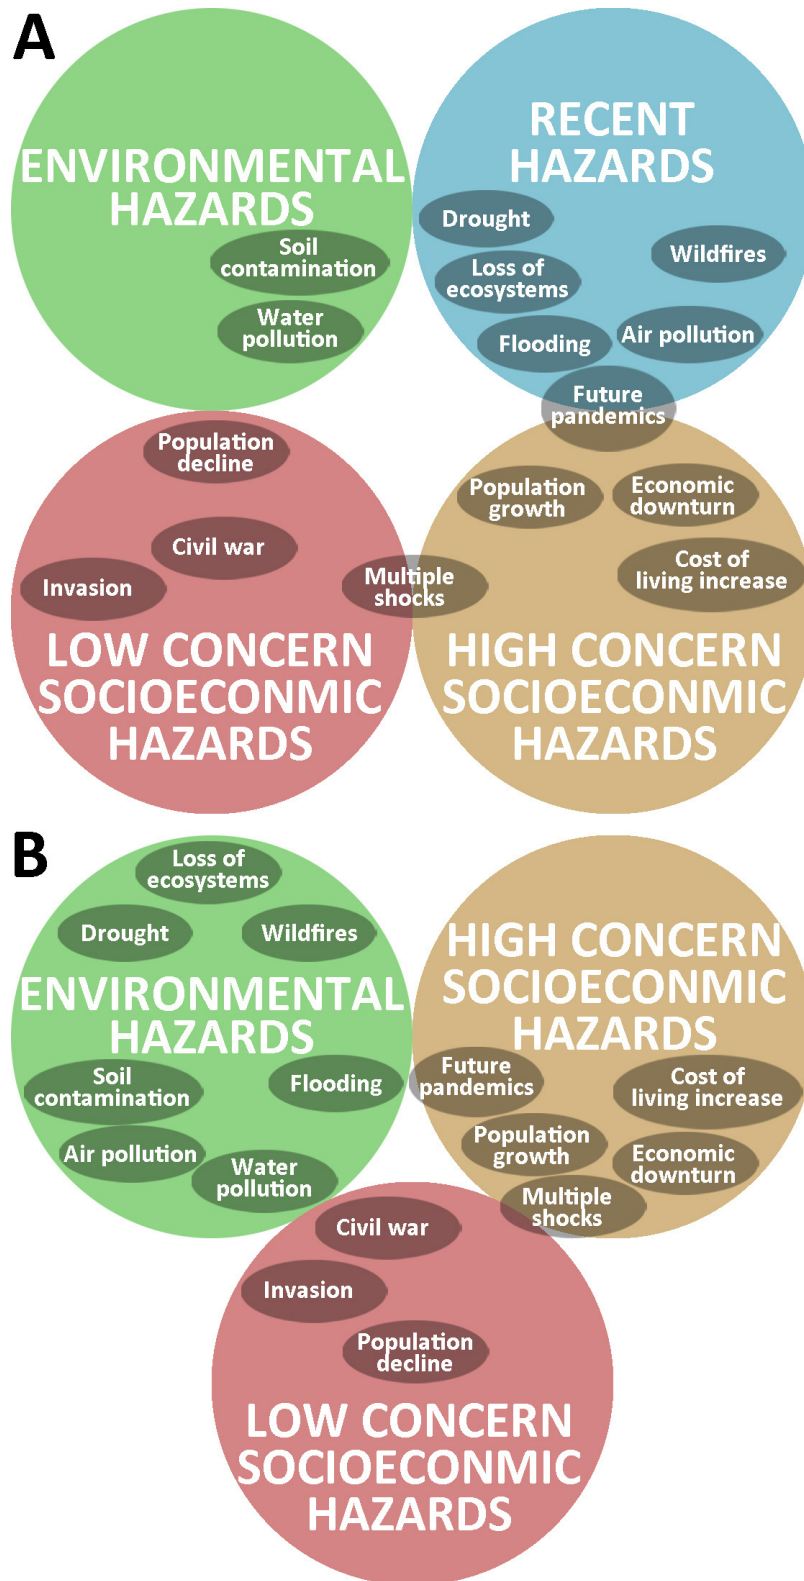 A
ENVIRONMENTAL
HAZARDS
Soil
contamination
Water
pollution
RECENT
HAZARDS
Drought
Wildfires
Loss of
ecosystems
Flooding
Air pollution
Future
pandemics
Population
decline
Civil war
Invasion
Multiple
shocks
LOW CONCERN
SOCIOECONMIC
HAZARDS
Population
growth
Economic
downturn
Cost of
living increase
HIGH CONCERN
SOCIOECONMIC
HAZARDS
B
Loss of
ecosystems
Drought
Wildfires
ENVIRONMENTAL
HAZARDS
Soil
contamination
Flooding
Air pollution
Water
pollution
HIGH CONCERN
SOCIOECONMIC
HAZARDS
Future
pandemics
Cost of
living increase
Population
growth
Economic
downturn
Multiple
shocks
Civil war
Invasion
Population
decline
LOW CONCERN
SOCIOECONMIC
HAZARDS